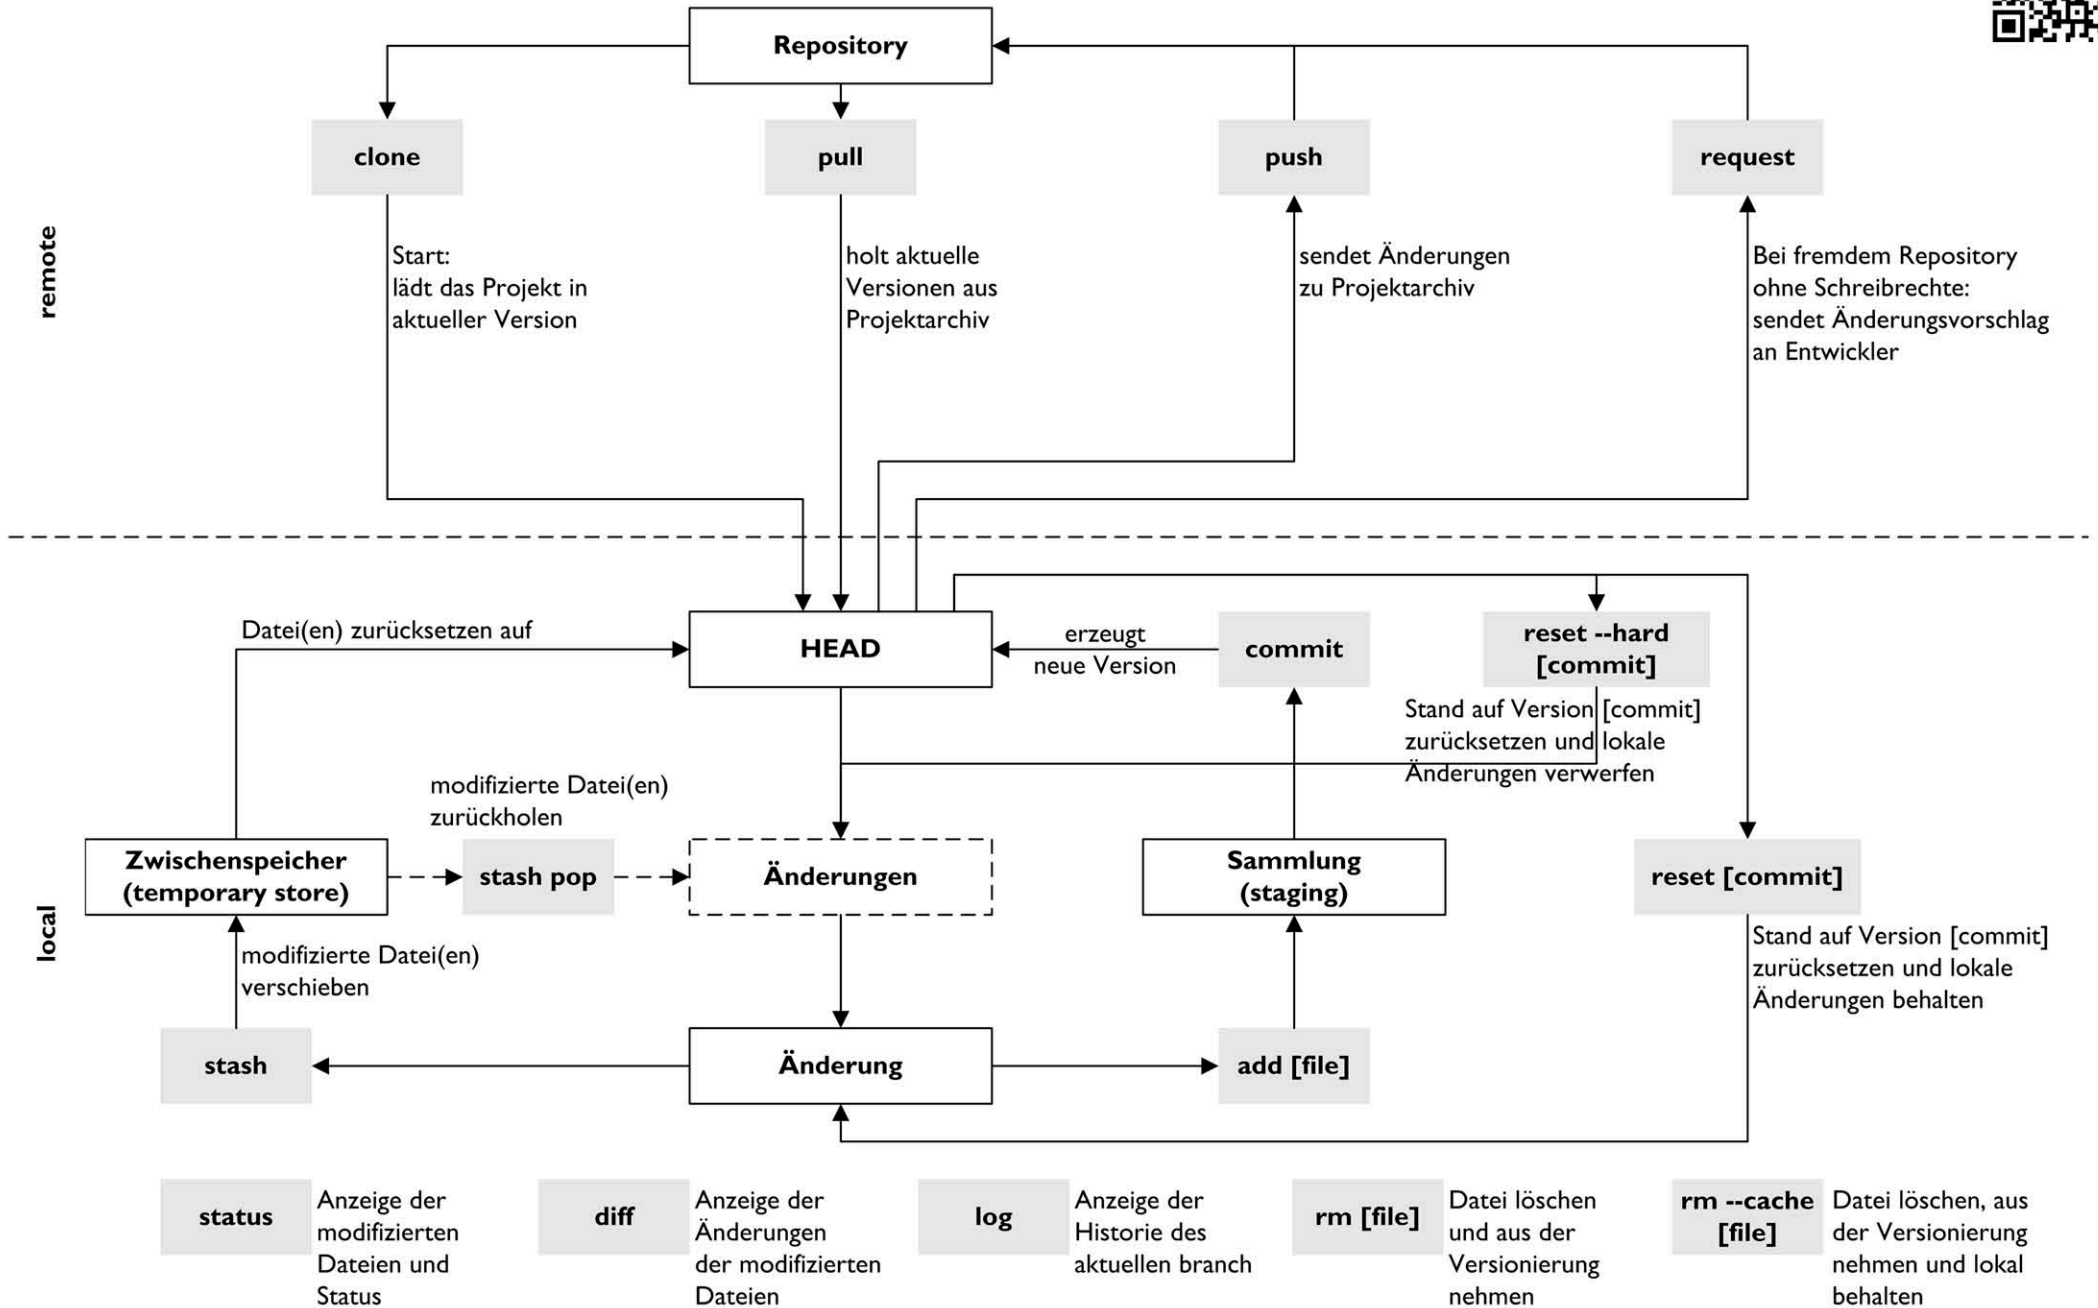 Repository
clone
pull
push
request
remote
Start:
lädt das Projekt in
aktueller Version
holt aktuelle
Versionen aus
Projektarchiv
sendet Änderungen
zu Projektarchiv
Bei fremdem Repository
ohne Schreibrechte:
sendet Änderungsvorschlag
an Entwickler
Datei(en) zurücksetzen auf
HEAD
erzeugt
neue Version
commit
reset --hard
[commit]
Stand auf Version [commit]
zurücksetzen und lokale
Änderungen verwerfen
modifizierte Datei(en)
zurückholen
local
Zwischenspeicher
(temporary store)
stash pop
Änderungen
Sammlung
(staging)
reset [commit]
modifizierte Datei(en)
verschieben
Stand auf Version [commit]
zurücksetzen und lokale
Änderungen behalten
stash
Änderung
add [file]
status
Anzeige der
modifizierten
Dateien und
Status
diff
Anzeige der
Änderungen
der modifizierten
Dateien
log
Anzeige der
Historie des
aktuellen branch
rm [file]
Datei löschen
und aus der
Versionierung
nehmen
rm --cache
[file]
Datei löschen, aus
der Versionierung
nehmen und lokal
behalten